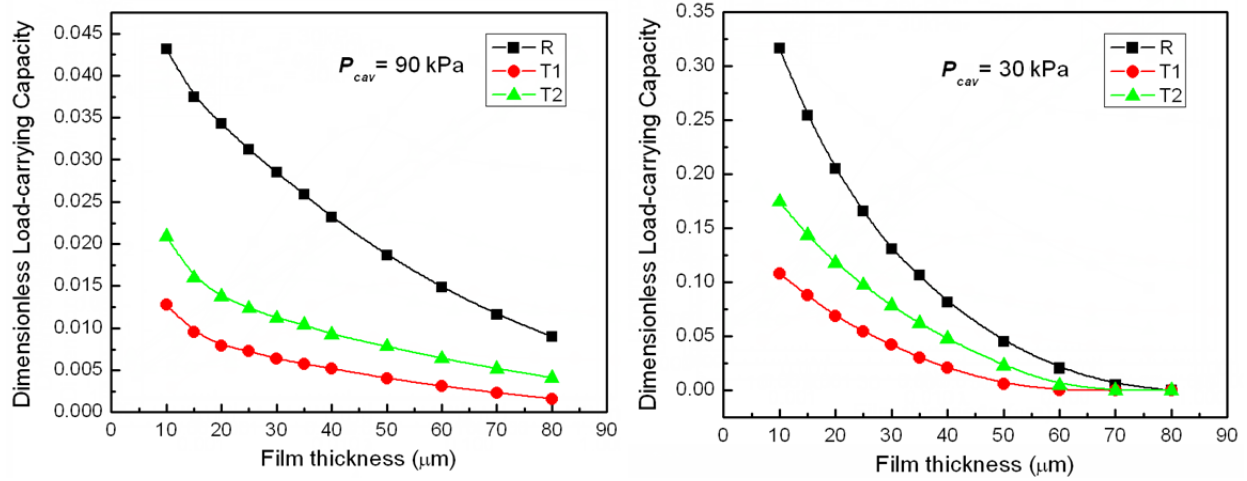 Dimensionless Load-carrying Capacity
0.045
0.040
0.035
0.030
0.025
0.020
0.015
0.010
0.005
0.000
P cav = 90 kPa
R
T1
T2
0 10 20 30 40 50 60 70 80 90
Film thickness (μm)
Dimensionless Load-carrying Capacity
0.35
0.30
0.25
0.20
0.15
0.10
0.05
0.00
P cav = 30 kPa
R
T1
T2
0 10 20 30 40 50 60 70 80 90
Film thickness (μm)